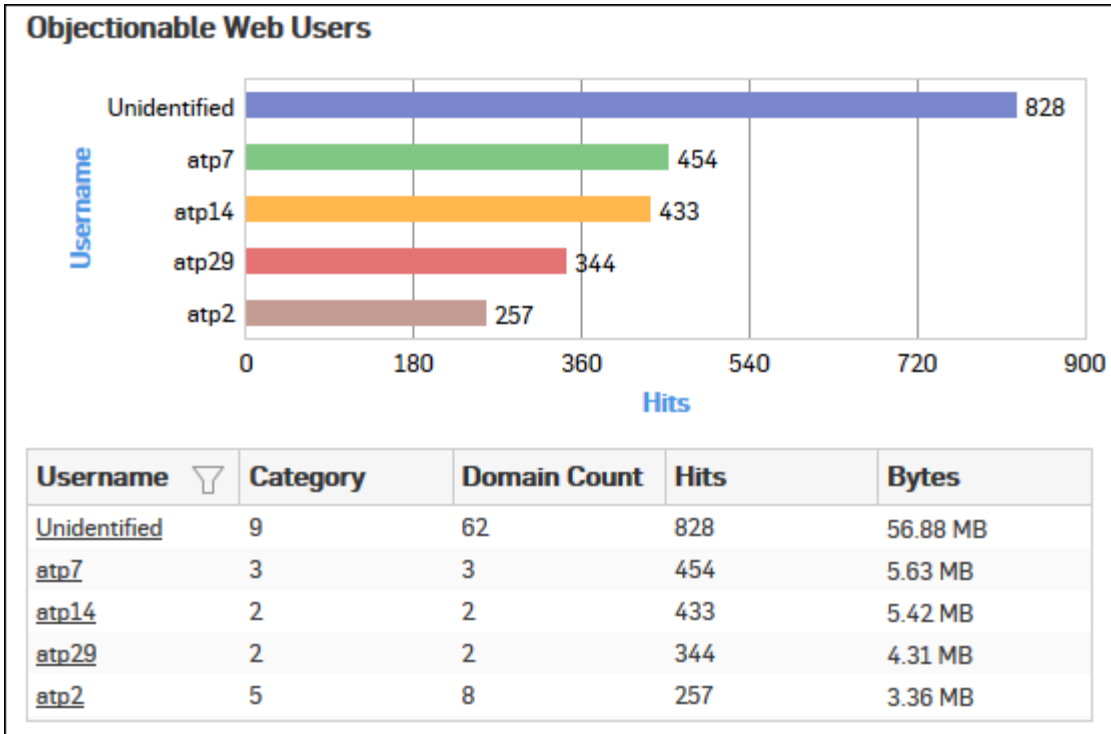 Objectionable Web Users
Username
Unidentified 828
atp7 454
atp14 433
atp29 344
atp2 257
0 180 360 540 720 900
Hits
Username Category Domain Count Hits Bytes
Unidentified 9 62 828 56.88 MB
atp7 3 3 454 5.63 MB
atp14 2 2 433 5.42 MB
atp29 2 2 344 4.31 MB
atp2 5 8 257 3.36 MB